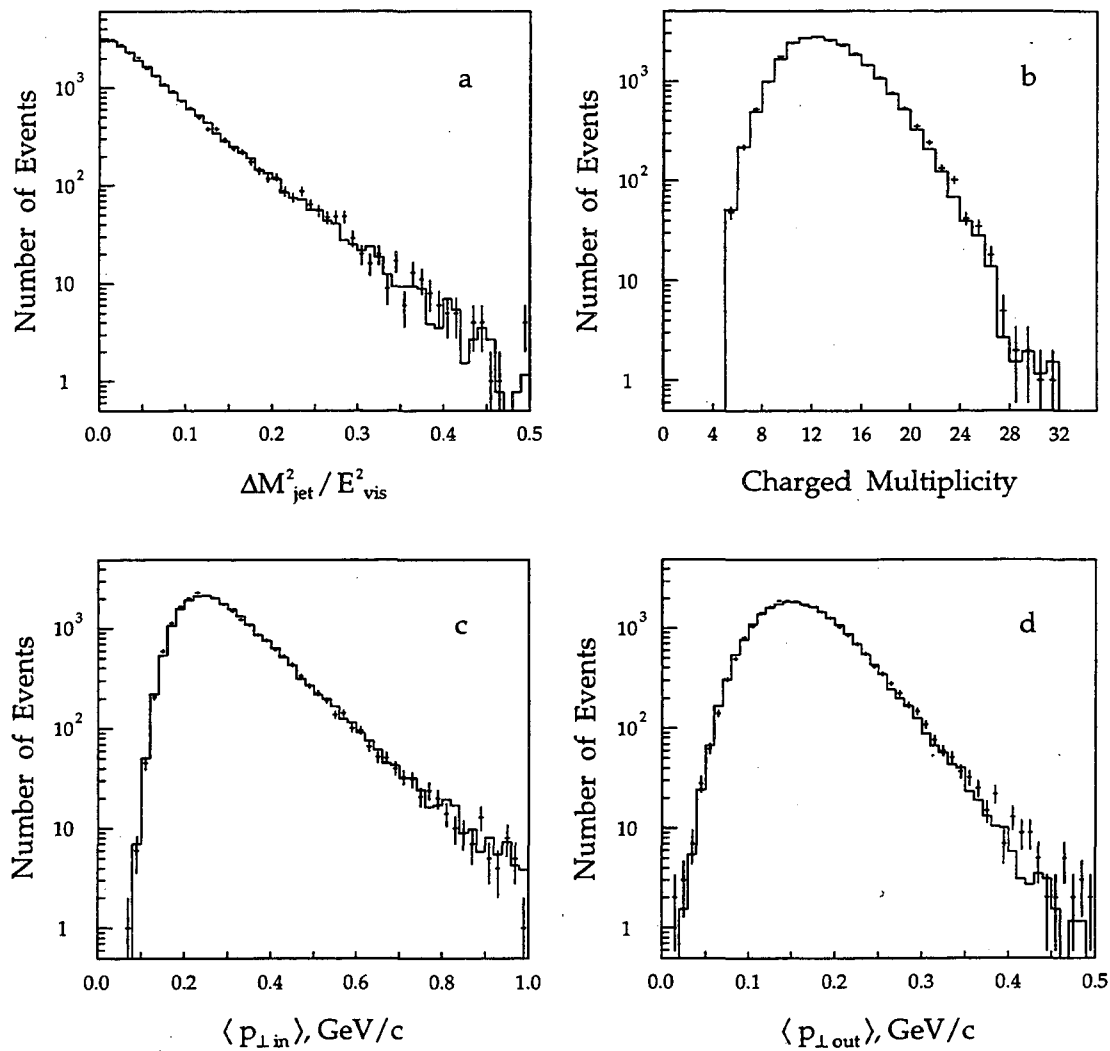 a
Number of Events
10³
10²
10
1
0.0 0.1 0.2 0.3 0.4 0.5
ΔM²jet / E²vis
b
Number of Events
10³
10²
10
1
0 4 8 12 16 20 24 28 32
Charged Multiplicity
c
Number of Events
10³
10²
10
1
0.0 0.2 0.4 0.6 0.8 1.0
⟨ p⊥ in ⟩, GeV/c
d
Number of Events
10³
10²
10
1
0.0 0.1 0.2 0.3 0.4 0.5
⟨ p⊥ out ⟩, GeV/c